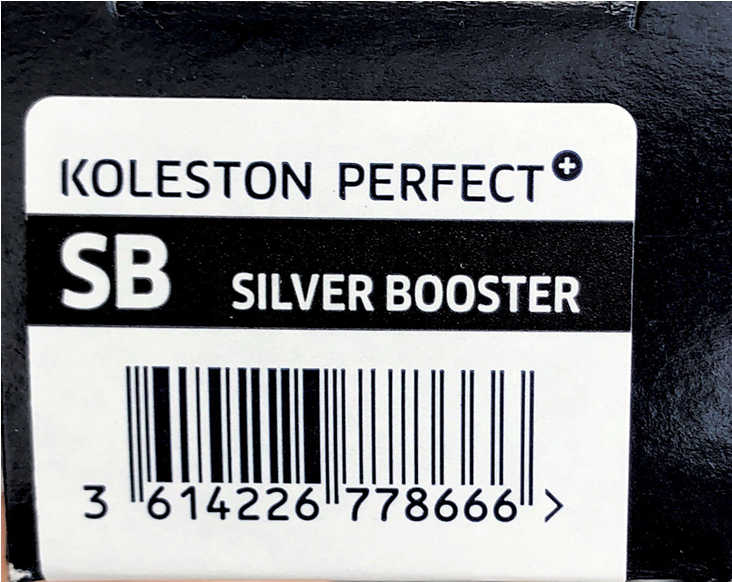 KOLESTON PERFECT+
SB SILVER BOOSTER
3 614226 778666 >